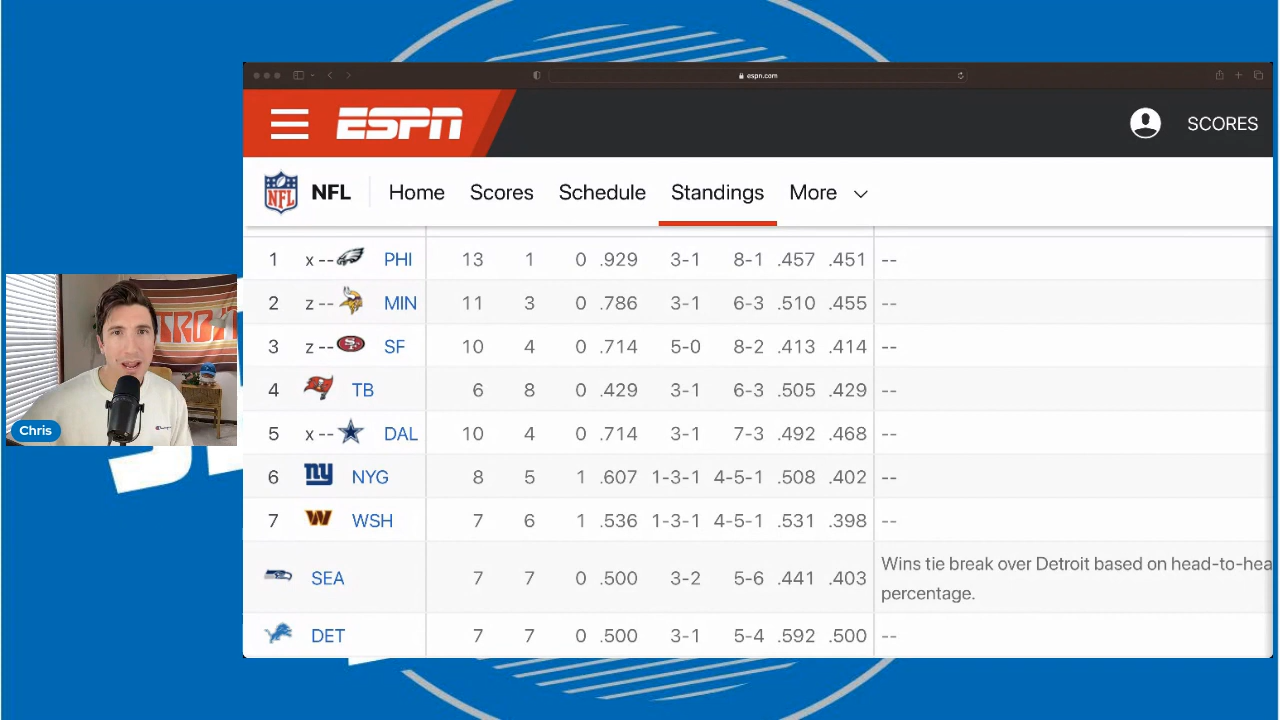 espn.com
ESPN
SCORES
NFL NFL Home Scores Schedule Standings More
1 x -- PHI 13 1 0 .929 3-1 8-1 .457 .451 --
2 z -- MIN 11 3 0 .786 3-1 6-3 .510 .455 --
3 z -- SF SF 10 4 0 .714 5-0 8-2 .413 .414 --
4 TB 6 8 0 .429 3-1 6-3 .505 .429 --
5 x -- DAL 10 4 0 .714 3-1 7-3 .492 .468 --
6 ny NYG 8 5 1 .607 1-3-1 4-5-1 .508 .402 --
7 W WSH 7 6 1 .536 1-3-1 4-5-1 .531 .398 --
SEA 7 7 0 .500 3-2 5-6 .441 .403 Wins tie break over Detroit based on head-to-hea
percentage.
DET 7 7 0 .500 3-1 5-4 .592 .500 --
Chris